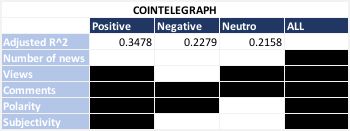 COINTELEGRAPH
Positive Negative Neutro ALL
Adjusted R^2 0.3478 0.2279 0.2158
Number of news
Views
Comments
Polarity
Subjectivity